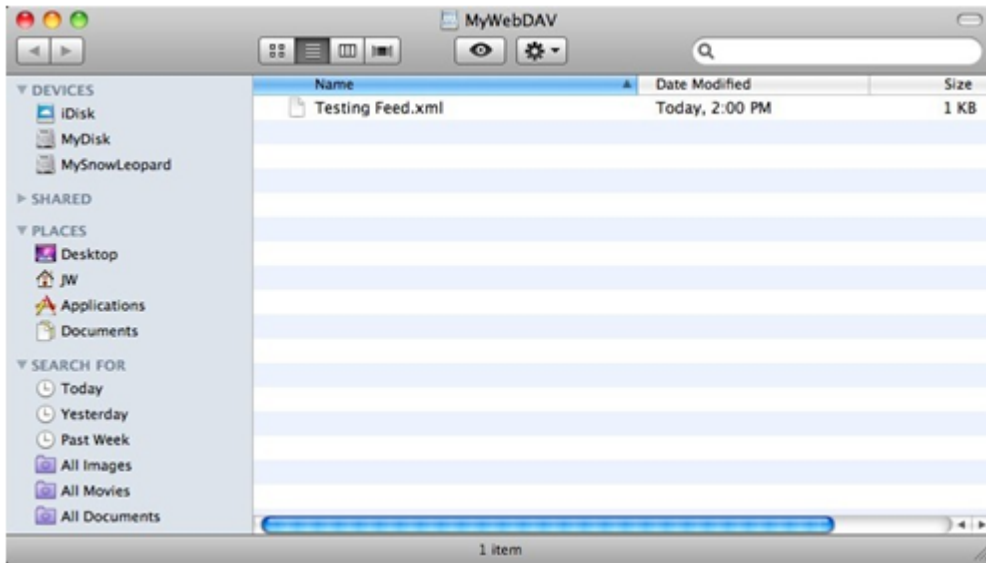 MyWebDAV
DEVICES
iDisk
MyDisk
MySnowLeopard
SHARED
PLACES
Desktop
JW
Applications
Documents
SEARCH FOR
Today
Yesterday
Past Week
All Images
All Movies
All Documents
Name Date Modified Size
Testing Feed.xml Today, 2:00 PM 1 KB
1 item